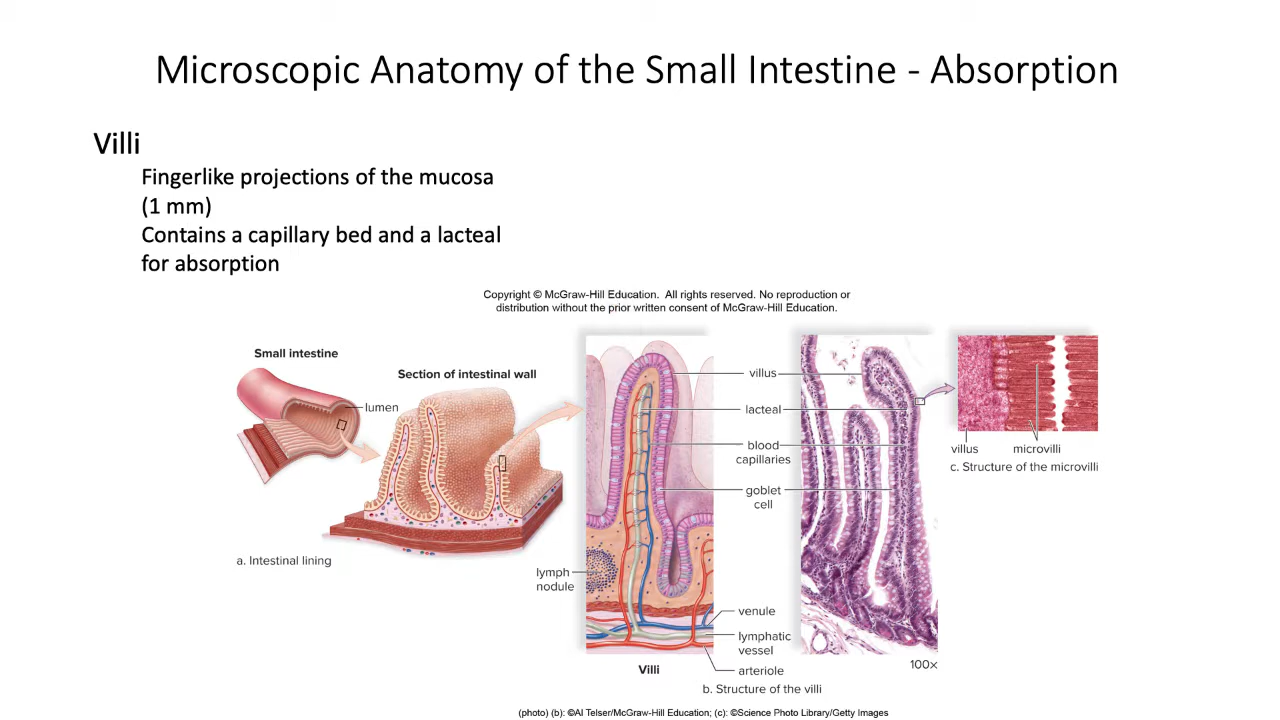 Microscopic Anatomy of the Small Intestine - Absorption
Villi
Fingerlike projections of the mucosa
(1 mm)
Contains a capillary bed and a lacteal
for absorption
Copyright © McGraw-Hill Education. All rights reserved. No reproduction or
distribution without the prior written consent of McGraw-Hill Education.
Small intestine
lumen
Section of intestinal wall
a. Intestinal lining
villus
lacteal
blood
capillaries
goblet
cell
lymph
nodule
venule
lymphatic
vessel
arteriole
Villi
b. Structure of the villi
100x
villus
microvilli
c. Structure of the microvilli
(photo) (b): ©Al Telser/McGraw-Hill Education; (c): ©Science Photo Library/Getty Images